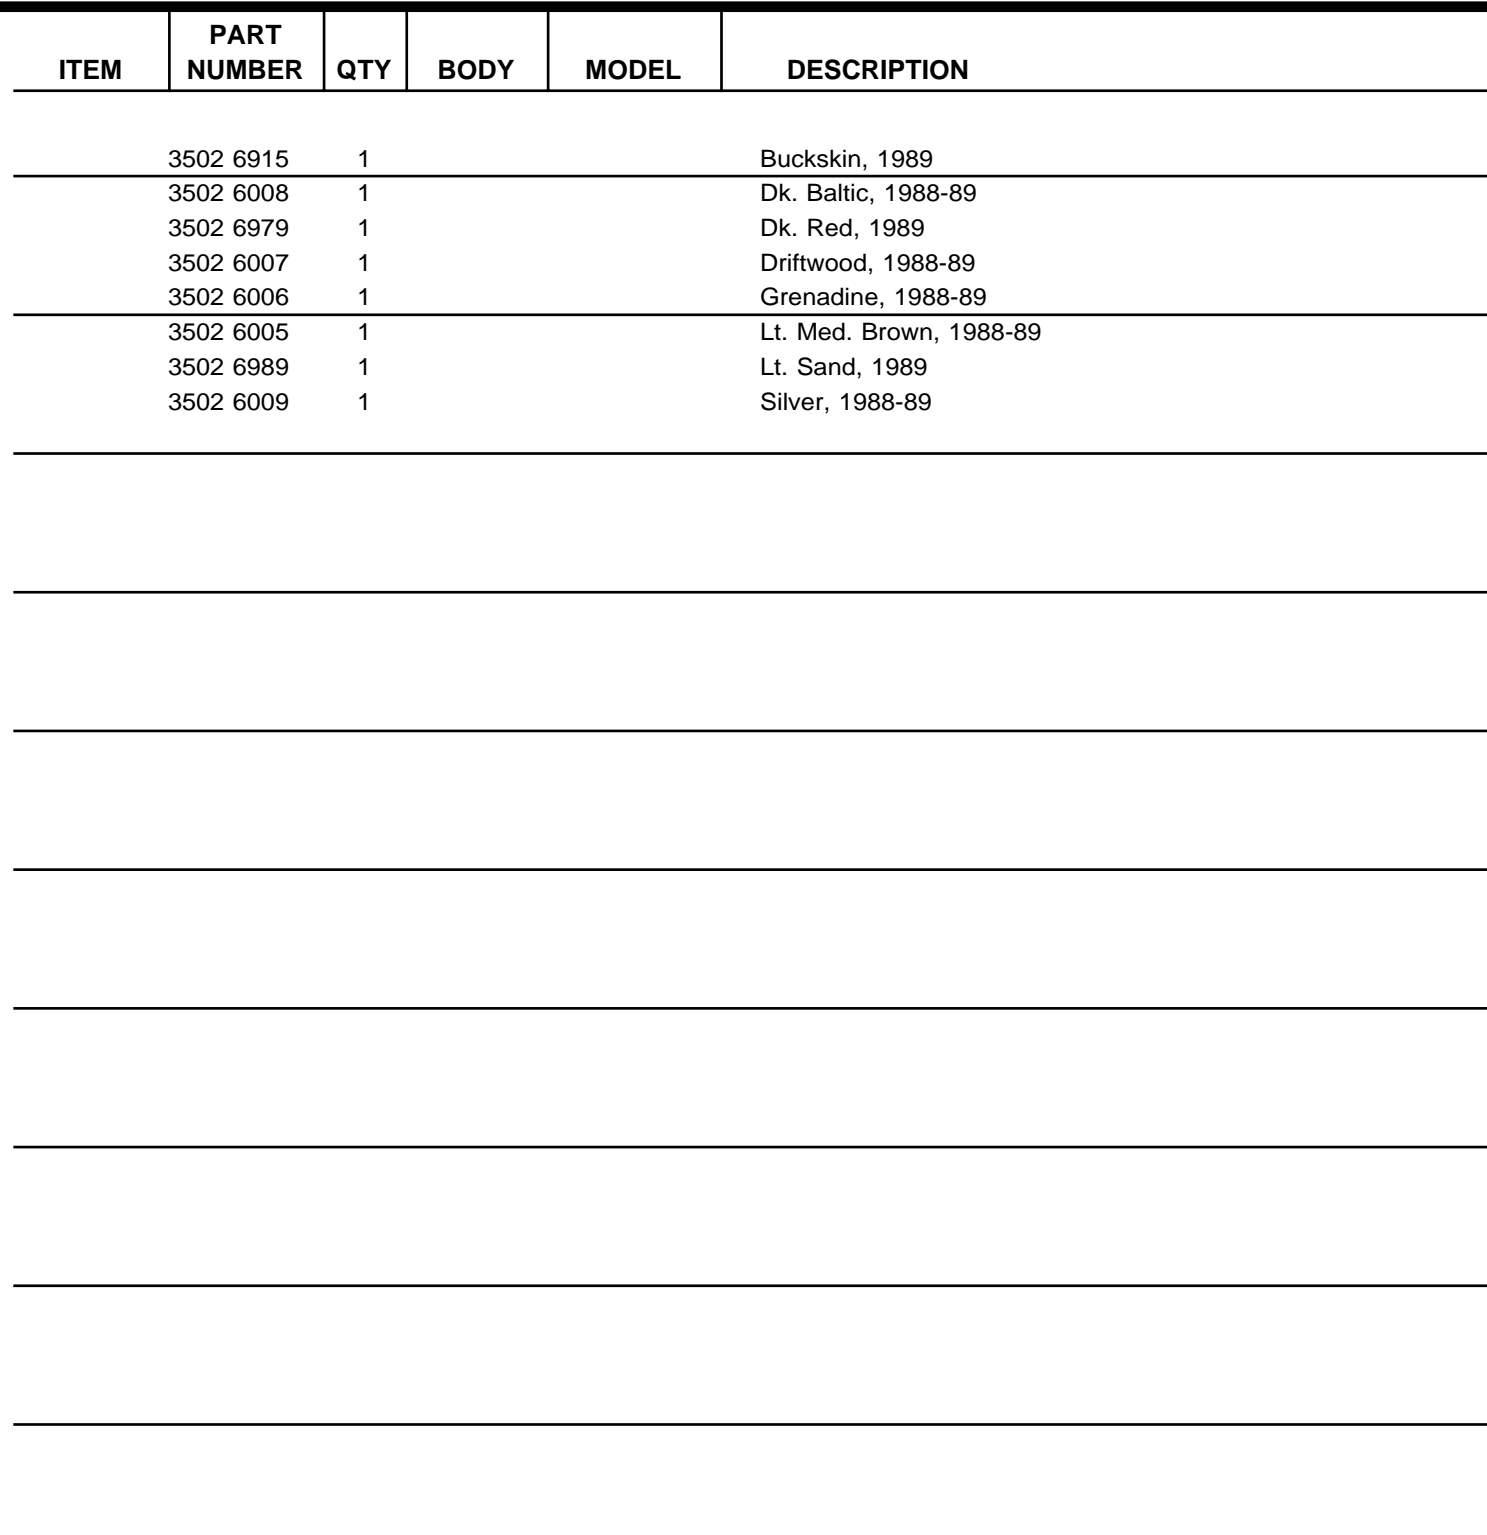 PART
ITEM NUMBER QTY BODY MODEL DESCRIPTION
3502 6915 1 Buckskin, 1989
3502 6008 1 Dk. Baltic, 1988-89
3502 6979 1 Dk. Red, 1989
3502 6007 1 Driftwood, 1988-89
3502 6006 1 Grenadine, 1988-89
3502 6005 1 Lt. Med. Brown, 1988-89
3502 6989 1 Lt. Sand, 1989
3502 6009 1 Silver, 1988-89